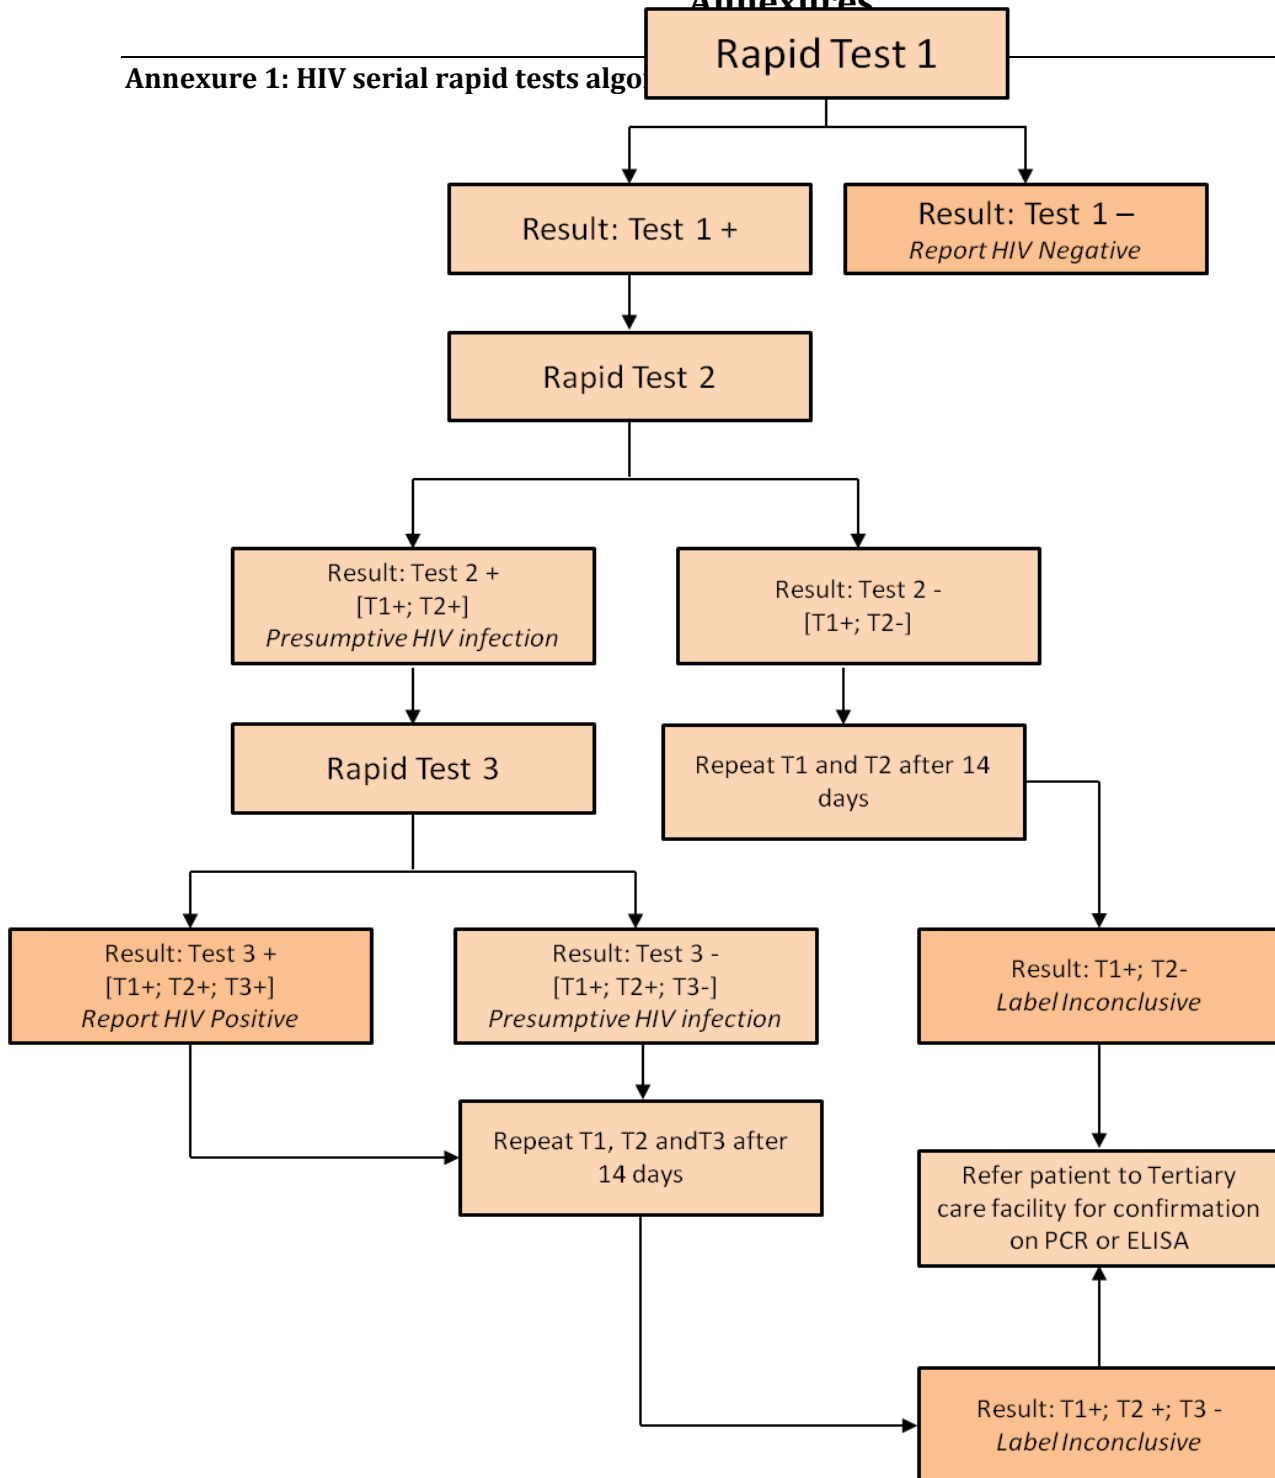 Annexures
Rapid Test 1
Annexure 1: HIV serial rapid tests
Result: Test 1 +
Result: Test 1 –
Report HIV Negative
Rapid Test 2
Result: Test 2 +
[T1+; T2+]
Presumptive HIV infection
Result: Test 2 -
[T1+; T2-]
Rapid Test 3
Repeat T1 and T2 after 14
days
Result: Test 3 +
[T1+; T2+; T3+]
Report HIV Positive
Result: Test 3 -
[T1+; T2+; T3-]
Presumptive HIV infection
Result: T1+; T2-
Label Inconclusive
Repeat T1, T2 andT3 after
14 days
Refer patient to Tertiary
care facility for confirmation
on PCR or ELISA
Result: T1+; T2 +; T3 -
Label Inconclusive